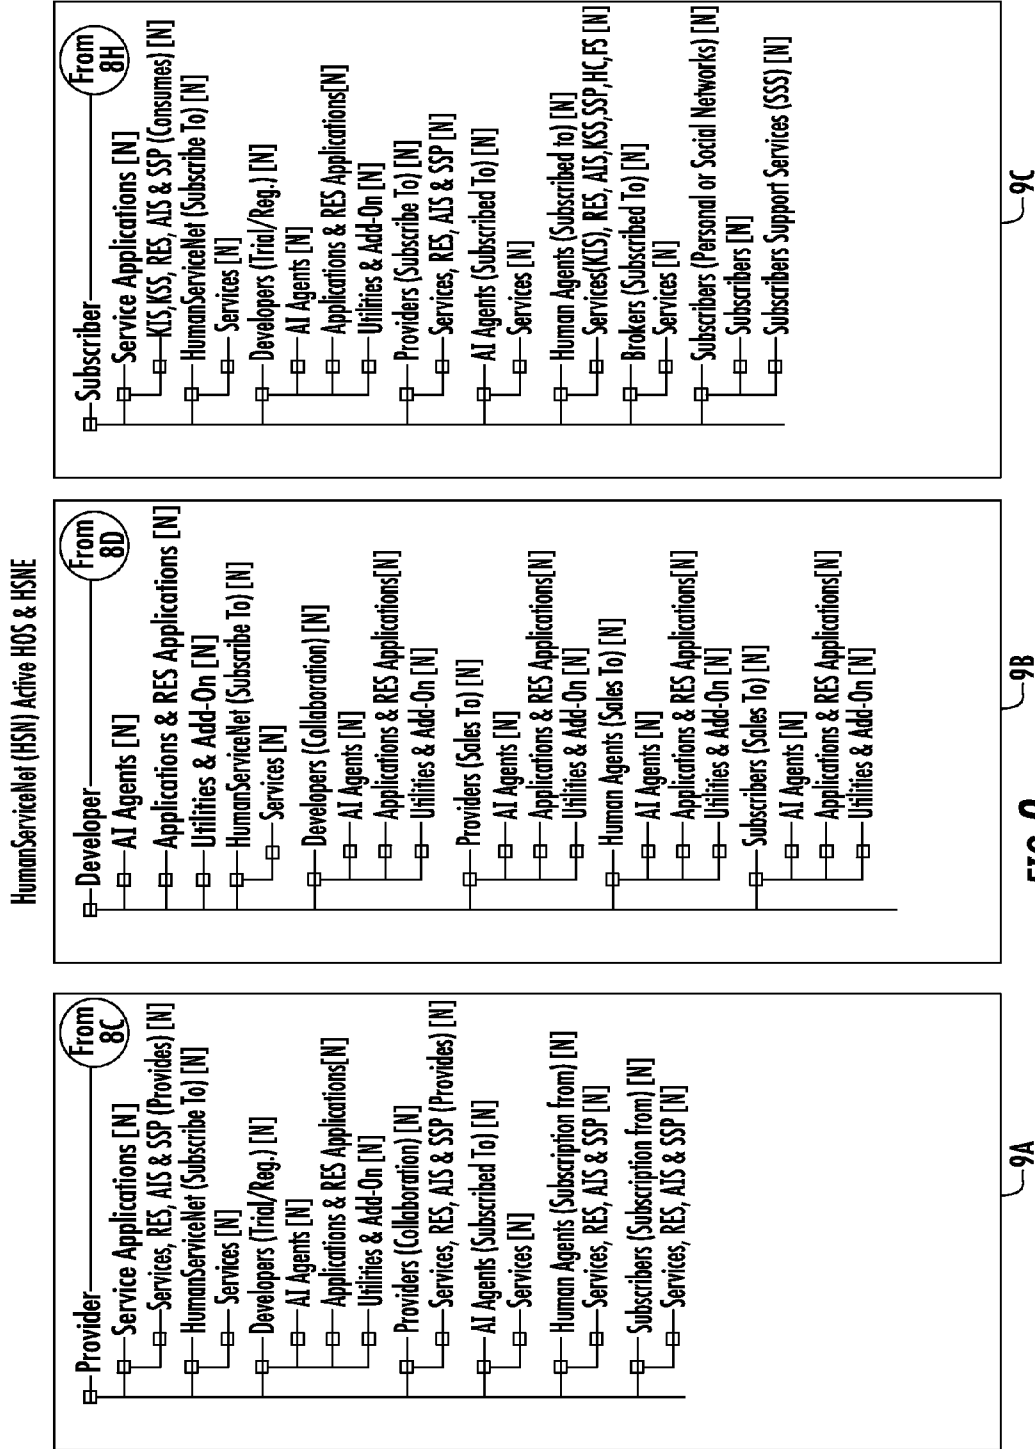 HumanServiceNet (HSN) Active HOS & HSNE
Provider
From
8C
Service Applications [N]
Services, RES, AIS & SSP (Provides) [N]
HumanServiceNet (Subscribe To) [N]
Services [N]
Developers (Trial/Reg.) [N]
AI Agents [N]
Applications & RES Applications[N]
Utilities & Add-On [N]
Providers (Collaboration) [N]
Services, RES, AIS & SSP (Provides) [N]
AI Agents (Subscribed To) [N]
Services [N]
Human Agents (Subscription from) [N]
Services, RES, AIS & SSP [N]
Subscribers (Subscription from) [N]
Services, RES, AIS & SSP [N]
9A
Developer
From
8D
AI Agents [N]
Applications & RES Applications [N]
Utilities & Add-On [N]
HumanServiceNet (Subscribe To) [N]
Services [N]
Developers (Collaboration) [N]
AI Agents [N]
Applications & RES Applications[N]
Utilities & Add-On [N]
Providers (Sales To) [N]
AI Agents [N]
Applications & RES Applications[N]
Utilities & Add-On [N]
Human Agents (Sales To) [N]
AI Agents [N]
Applications & RES Applications[N]
Utilities & Add-On [N]
Subscribers (Sales To) [N]
AI Agents [N]
Applications & RES Applications[N]
Utilities & Add-On [N]
9B
Subscriber
From
8H
Service Applications [N]
KIS,KSS, RES, AIS & SSP (Consumes) [N]
HumanServiceNet (Subscribe To) [N]
Services [N]
Developers (Trial/Reg.) [N]
AI Agents [N]
Applications & RES Applications[N]
Utilities & Add-On [N]
Providers (Subscribe To) [N]
Services, RES, AIS & SSP [N]
AI Agents (Subscribed To) [N]
Services [N]
Human Agents (Subscribed to) [N]
Services(KIS), RES, AIS,KSS,SSP,HC,FS [N]
Brokers (Subscribed To) [N]
Services [N]
Subscribers (Personal or Social Networks) [N]
Subscribers [N]
Subscribers Support Services (SSS) [N]
9C